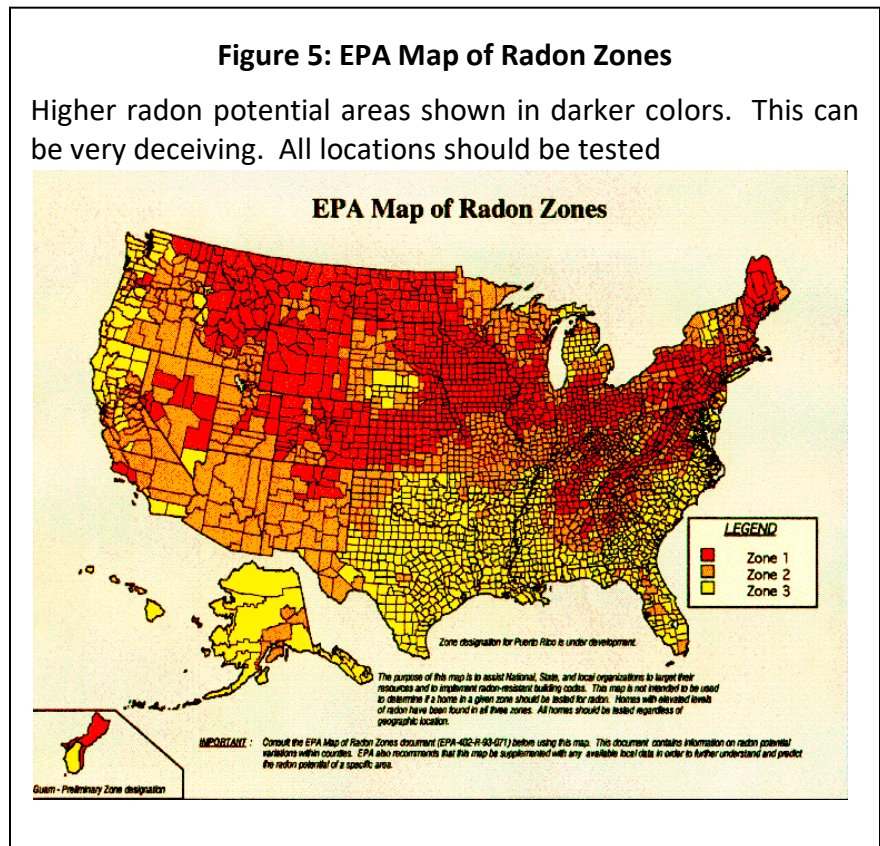 Figure 5: EPA Map of Radon Zones
Higher radon potential areas shown in darker colors.  This can
be very deceiving.  All locations should be tested
EPA Map of Radon Zones
LEGEND
Zone 1
Zone 2
Zone 3
Zone designation for Puerto Rico is under development.
The purpose of this map is to assist National, State, and local organizations to target their
resources and to implement radon-resistant building codes. This map is not intended to be used
to determine if a home in a given zone should be tested for radon. Homes with elevated levels
of radon have been found in all three zones. All homes should be tested regardless of
geographic location.
IMPORTANT : Consult the EPA Map of Radon Zones document (EPA-402-R-93-071) before using this map. This document contains information on radon potential
variations within counties. EPA also recommends that this map be supplemented with any available local data in order to further understand and predict
the radon potential of a specific area.
Guam - Preliminary Zone designation